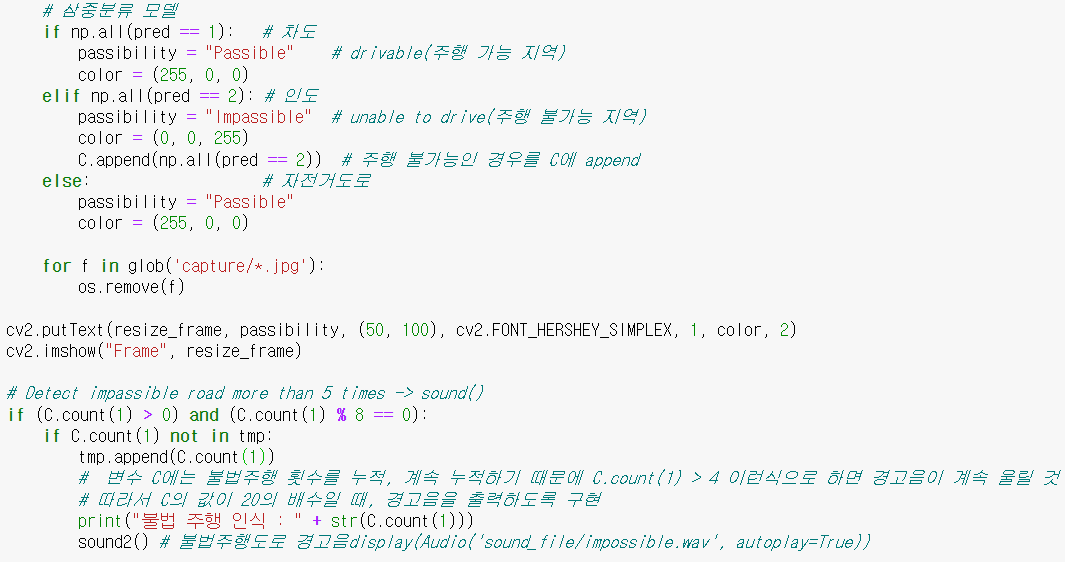 # 삼중분류 모델
if np.all(pred == 1):   # 차도
passibility = "Passible"    # drivable(주행 가능 지역)
color = (255, 0, 0)
elif np.all(pred == 2): # 인도
passibility = "Impassible"  # unable to drive(주행 불가능 지역)
color = (0, 0, 255)
C.append(np.all(pred == 2))  # 주행 불가능인 경우를 C에 append
else:                   # 자전거도로
passibility = "Passible"
color = (255, 0, 0)
for f in glob('capture/*.jpg'):
os.remove(f)
cv2.putText(resize_frame, passibility, (50, 100), cv2.FONT_HERSHEY_SIMPLEX, 1, color, 2)
cv2.imshow("Frame", resize_frame)
# Detect impassible road more than 5 times -> sound()
if (C.count(1) > 0) and (C.count(1) % 8 == 0):
if C.count(1) not in tmp:
tmp.append(C.count(1))
#  변수 C에는 불법주행 횟수를 누적, 계속 누적하기 때문에 C.count(1) > 4 이런식으로 하면 경고음이 계속 울릴 것
# 따라서 C의 값이 20의 배수일 때, 경고음을 출력하도록 구현
print("불법 주행 인식 : " + str(C.count(1)))
sound2() # 불법주행도로 경고음display(Audio('sound_file/impossible.wav', autoplay=True))